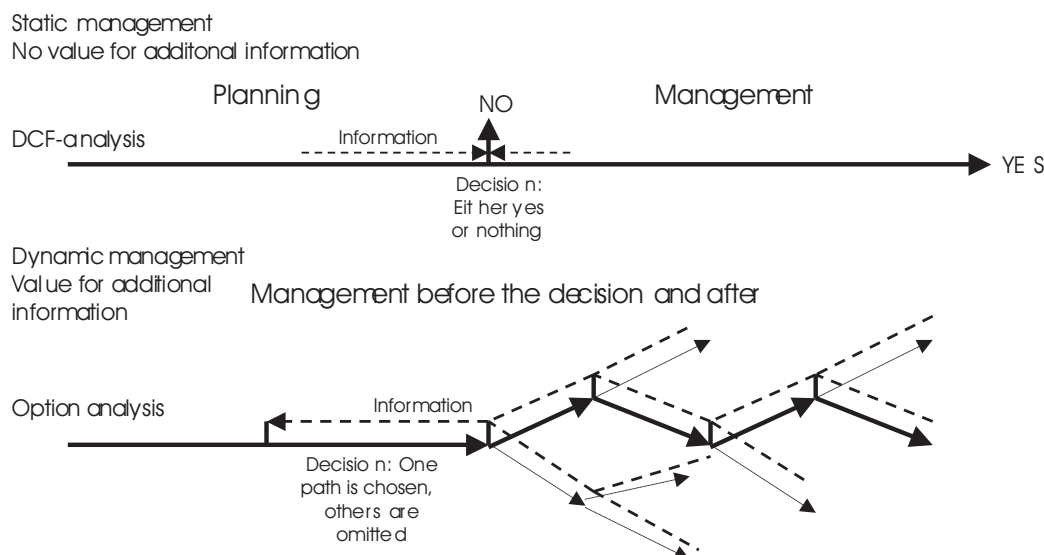 Static management
No value for additonal information
Planning
NO
Management
Information
DCF-analysis
YES
Decision:
Either yes
or nothing
Dynamic management
Value for additional
information
Management before the decision and after
Option analysis
Information
Decision: One
path is chosen,
others are
omitted